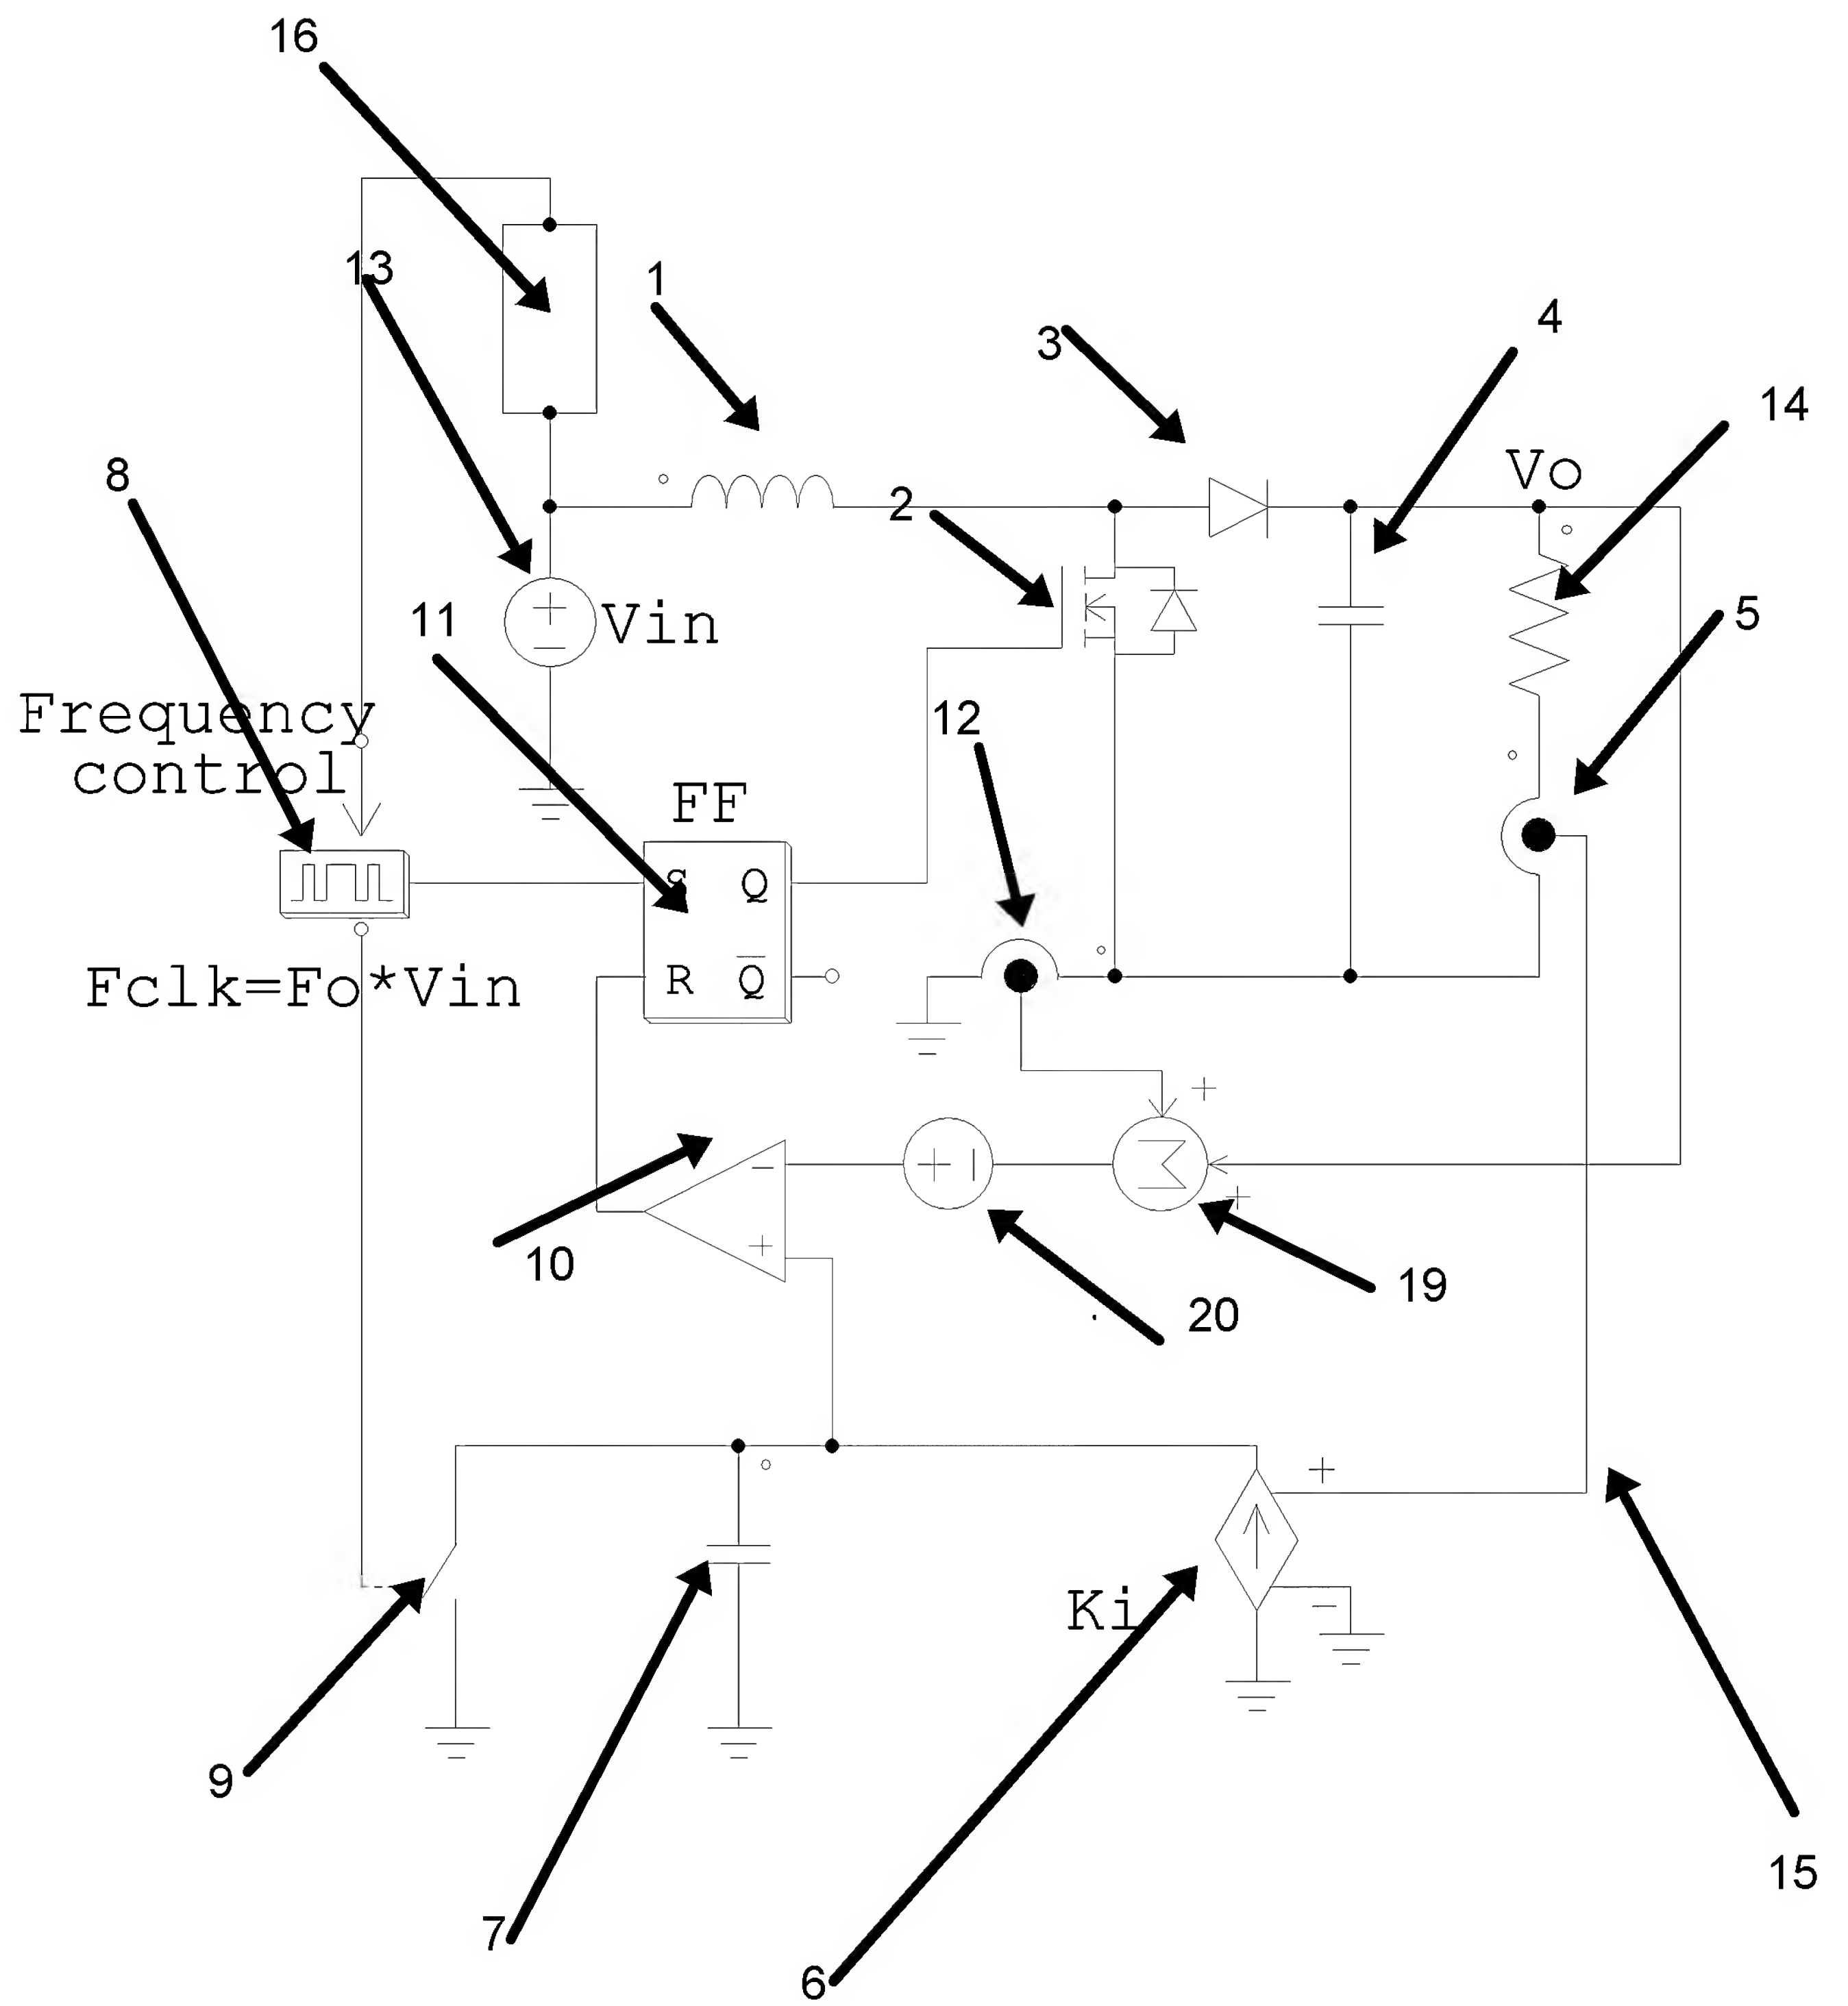 16
13
1
3
4
14
8
Vo
2
11
Vin
5
Frequency
control
12
FF
S Q
Fclk=Fo*Vin
R Q
+
- + -
+
+
10
19
20
+
Ki
-
9
15
7
6